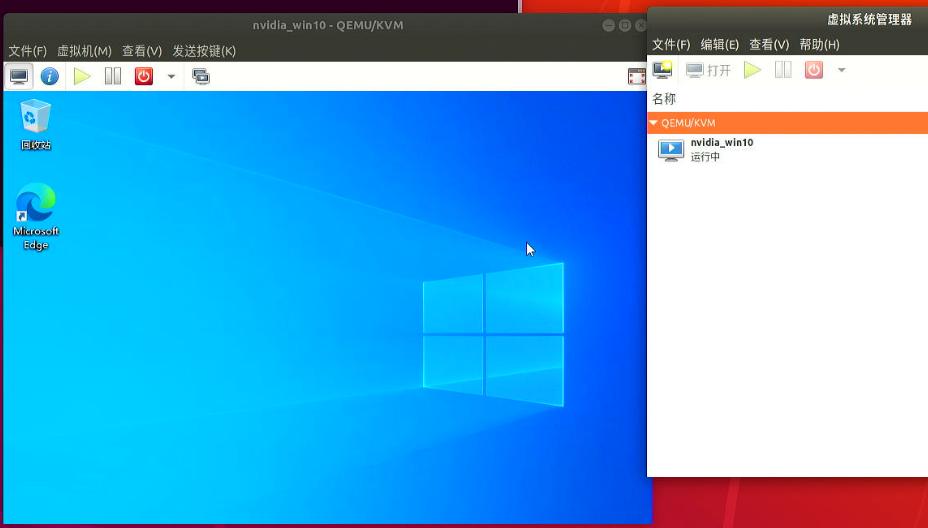 nvidia_win10 - QEMU/KVM
文件(F) 虚拟机(M) 查看(V) 发送按键(K)
回收站
Microsoft
Edge
虚拟系统管理器
文件(F) 编辑(E) 查看(V) 帮助(H)
打开
名称
QEMU/KVM
nvidia_win10
运行中